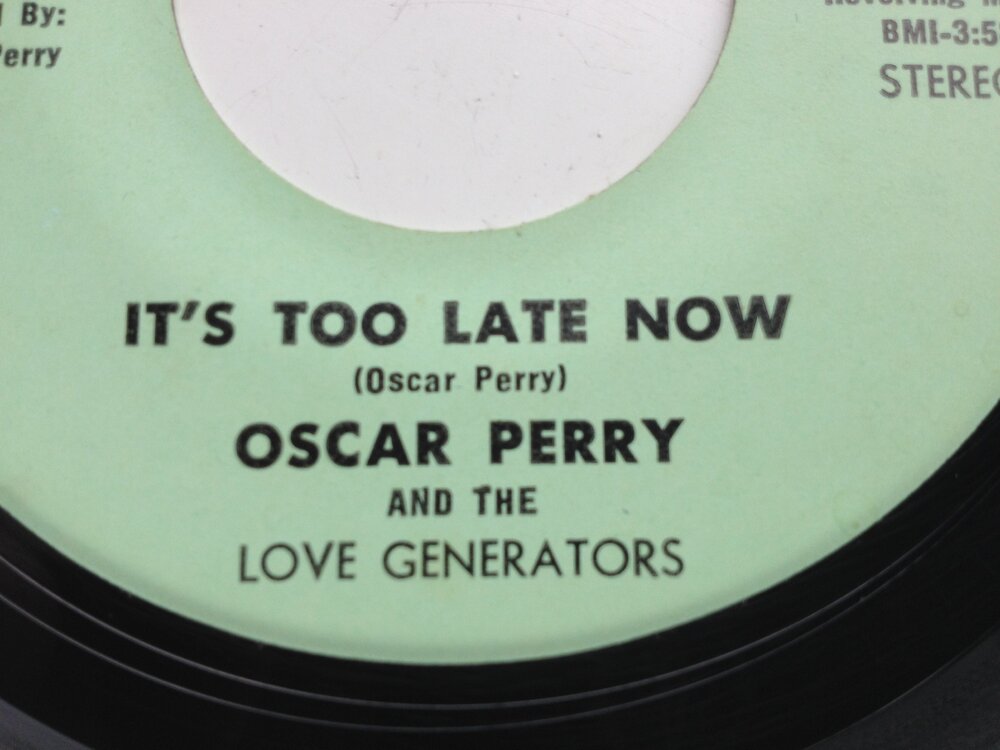 By:
Perry
BMI-3:5
STEREO
IT'S TOO LATE NOW
(Oscar Perry)
OSCAR PERRY
AND THE
LOVE GENERATORS